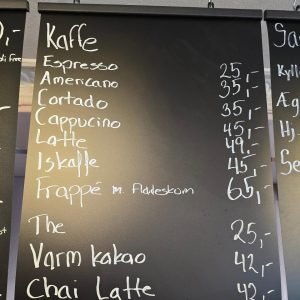 Kaffe
Espresso 25,-
Americano 35,-
Cortado 35,-
Cappucino 45,-
Latte 49,-
Iskaffe 45,-
Frappé m. Flødeskum 65,-
The 25,-
Varm kakao 42,-
Chai Latte 42,-